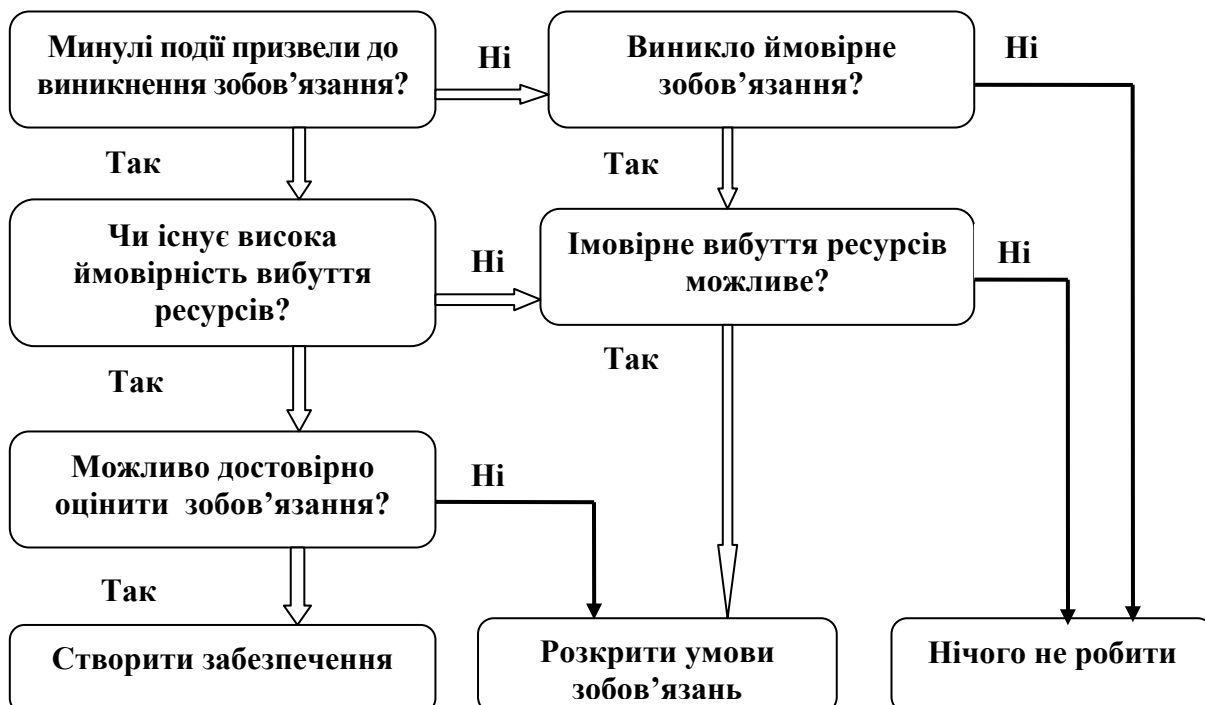 Минулі події призвели до
виникнення зобов’язання?
Ні
Виникло ймовірне
зобов’язання?
Ні
Так
Так
Чи існує висока
ймовірність вибуття
ресурсів?
Ні
Імовірне вибуття ресурсів
можливе?
Ні
Так
Так
Можливо достовірно
оцінити зобов’язання?
Ні
Так
Створити забезпечення
Розкрити умови
зобов’язань
Нічого не робити